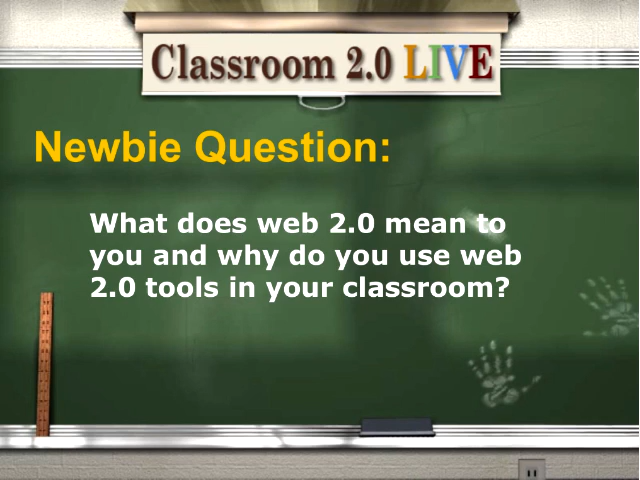 Classroom 2.0 LIVE
Newbie Question:
What does web 2.0 mean to
you and why do you use web
2.0 tools in your classroom?